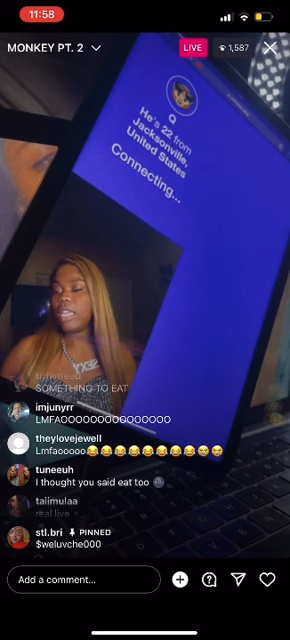 11:58
MONKEY PT. 2
LIVE
1,587
Q
He's 22 from
Jacksonville,
United States
Connecting...
SOMETHING TO EAT
imjunyrr
LMFAOOOOOOOOOOOOOOO
theylovejewell
Lmfaooooo😂😂😂😂😂😂😂😂😅😅
tuneeuh
I thought you said eat too
taiimulaa
real live
stl.bri PINNED
$weluvche000
Add a comment...